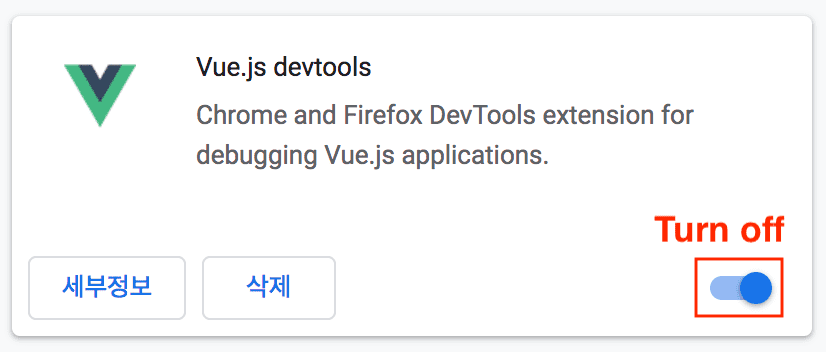 Vue.js devtools
Chrome and Firefox DevTools extension for
debugging Vue.js applications.
Turn off
세부정보
삭제